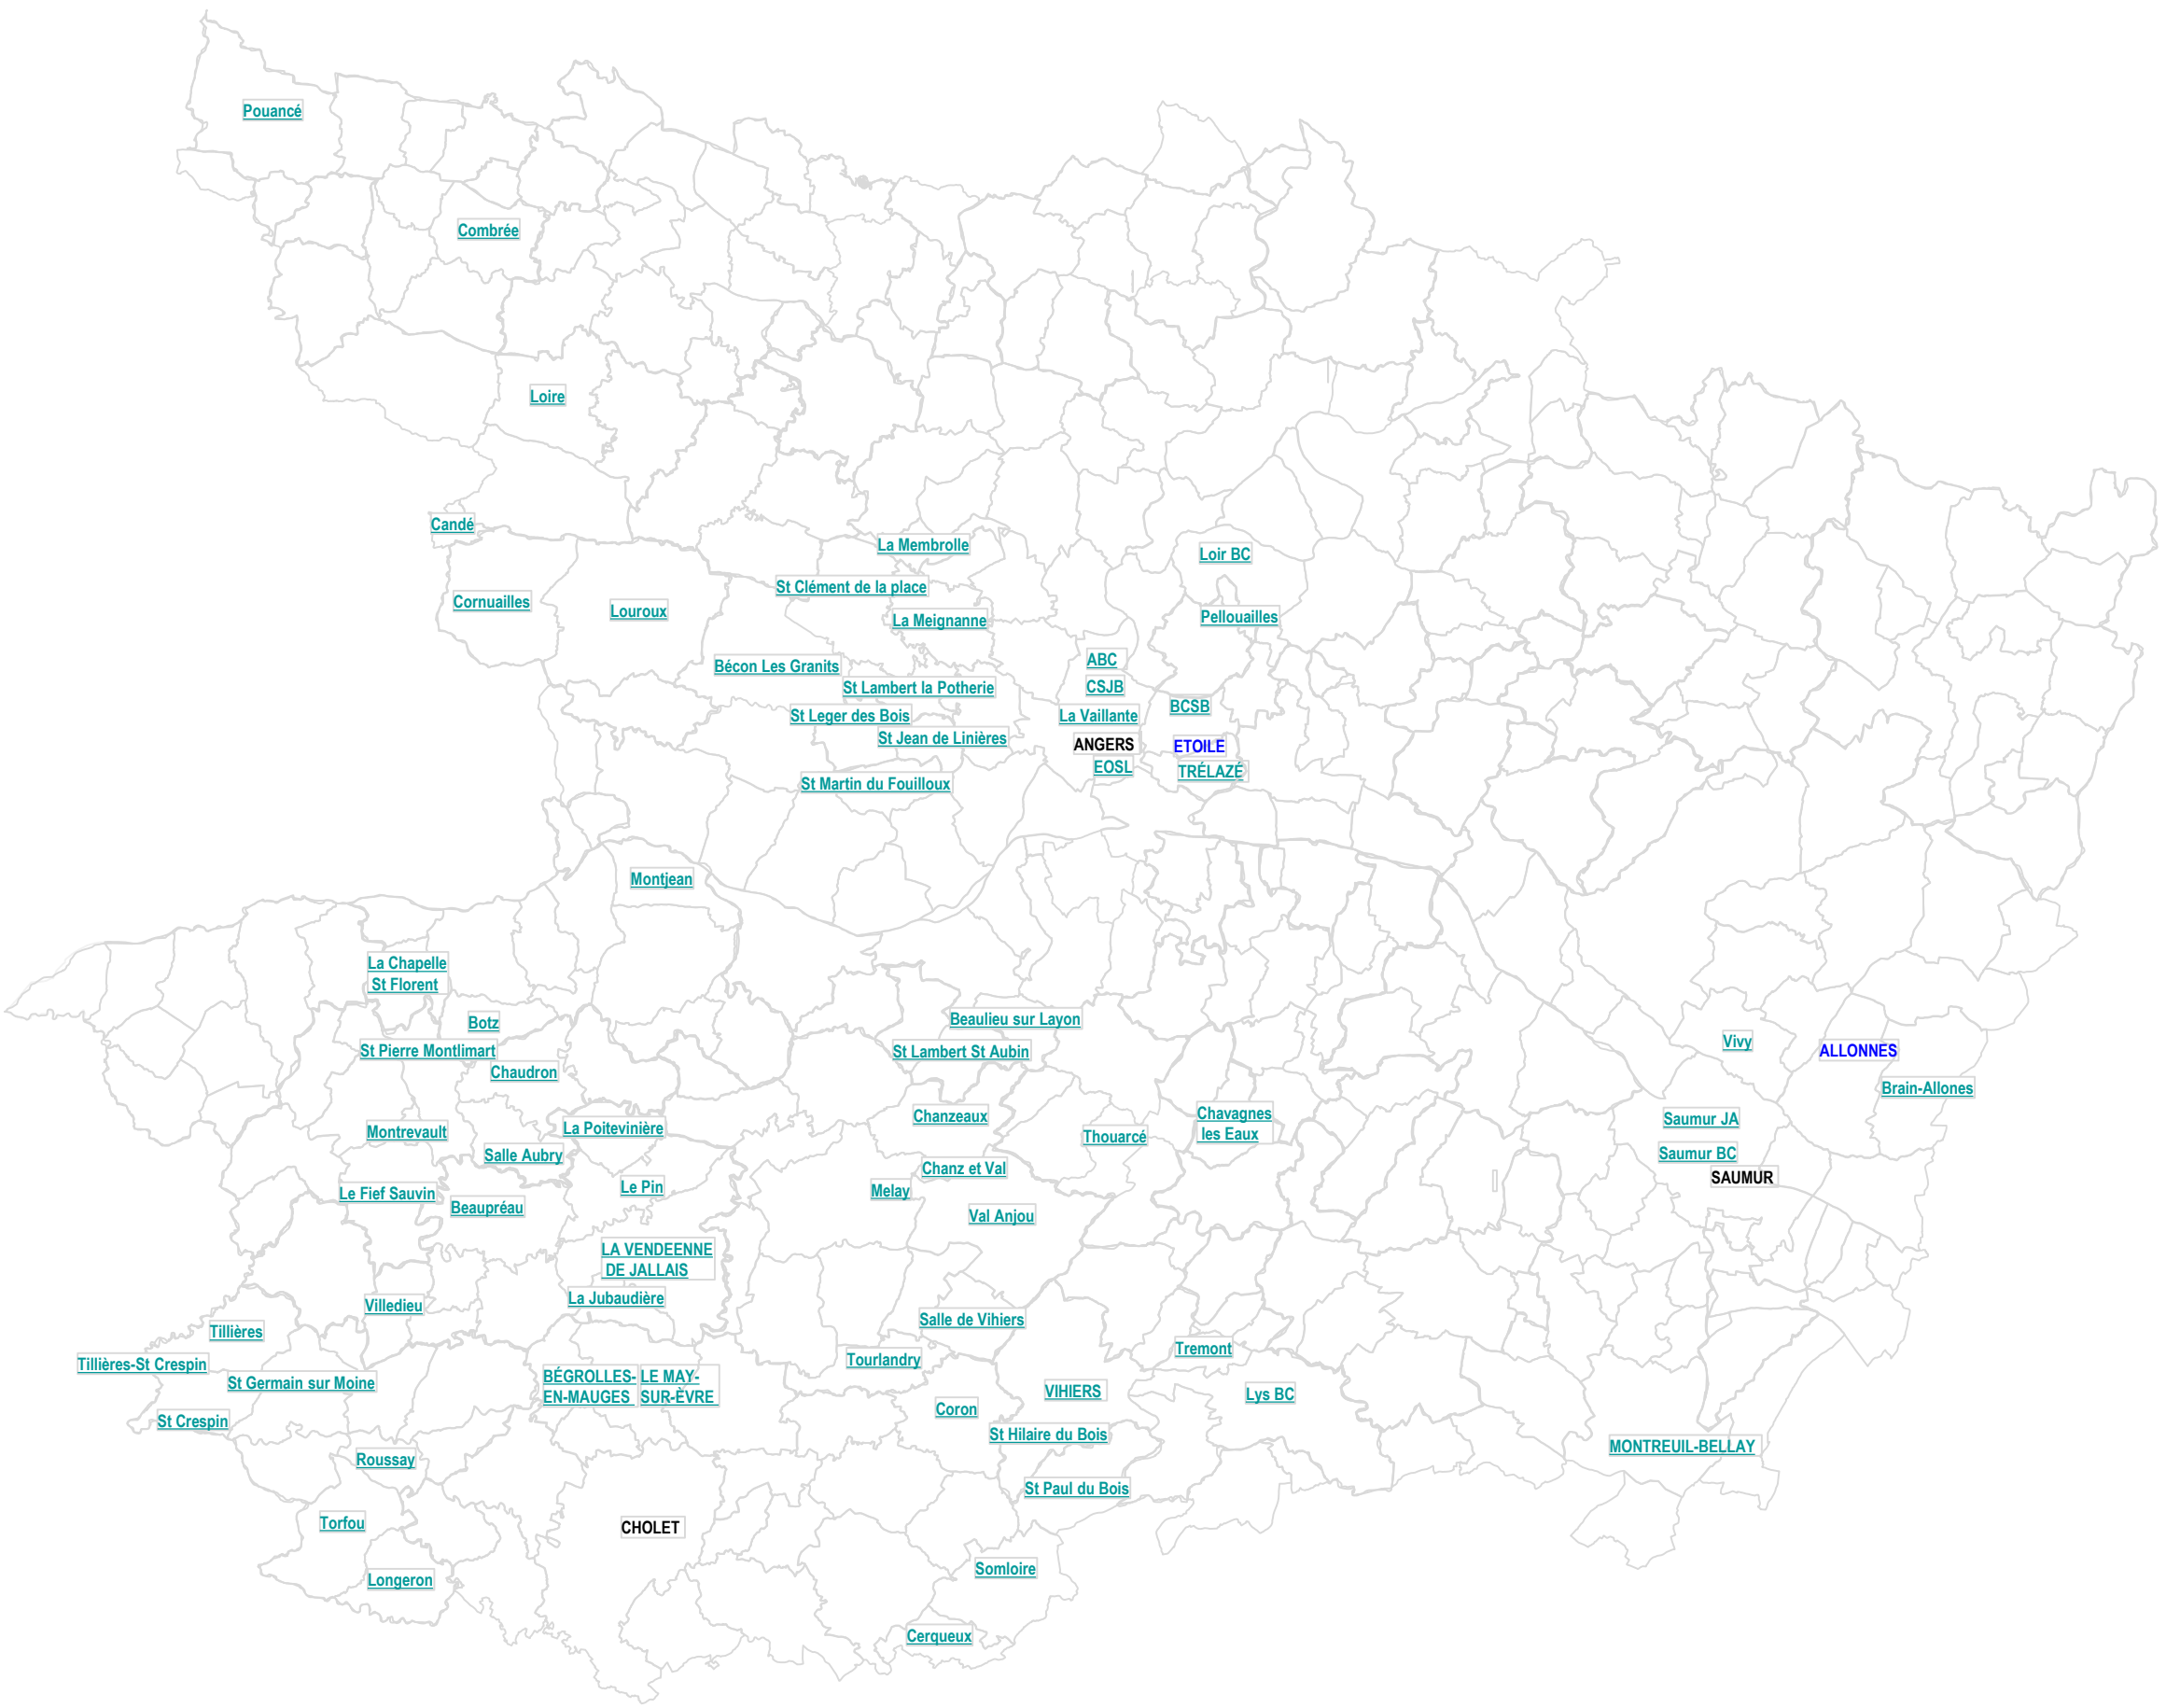 Pouancé
Combrée
Loire
Candé
La Membrolle
Loir BC
St Clément de la place
Cornuailles
Louroux
La Meignanne
Pellouailles
ABC
Bécon Les Granits
St Lambert la Potherie
CSJB
BCSB
St Leger des Bois
La Vaillante
St Jean de Linières
ANGERS
ETOILE
EOSL
TRÉLAZÉ
St Martin du Fouilloux
Montjean
La Chapelle
St Florent
Botz
Beaulieu sur Layon
St Pierre Montlimart
St Lambert St Aubin
Vivy
ALLONNES
Chaudron
Brain-Allones
Chanzeaux
Chavagnes
les Eaux
Saumur JA
Montrevault
La Poitevinière
Thouarcé
Salle Aubry
Saumur BC
Chanz et Val
SAUMUR
Le Fief Sauvin
Le Pin
Melay
Beaupréau
Val Anjou
LA VENDEENNE
DE JALLAIS
La Jubaudière
Villedieu
Salle de Vihiers
Tillières
Tremont
Tillières-St Crespin
Tourlandry
St Germain sur Moine
BÉGROLLES-
EN-MAUGES
LE MAY-
SUR-ÈVRE
VIHIERS
Lys BC
Coron
St Crespin
St Hilaire du Bois
MONTREUIL-BELLAY
Roussay
St Paul du Bois
Torfou
CHOLET
Somloire
Longeron
Cerqueux